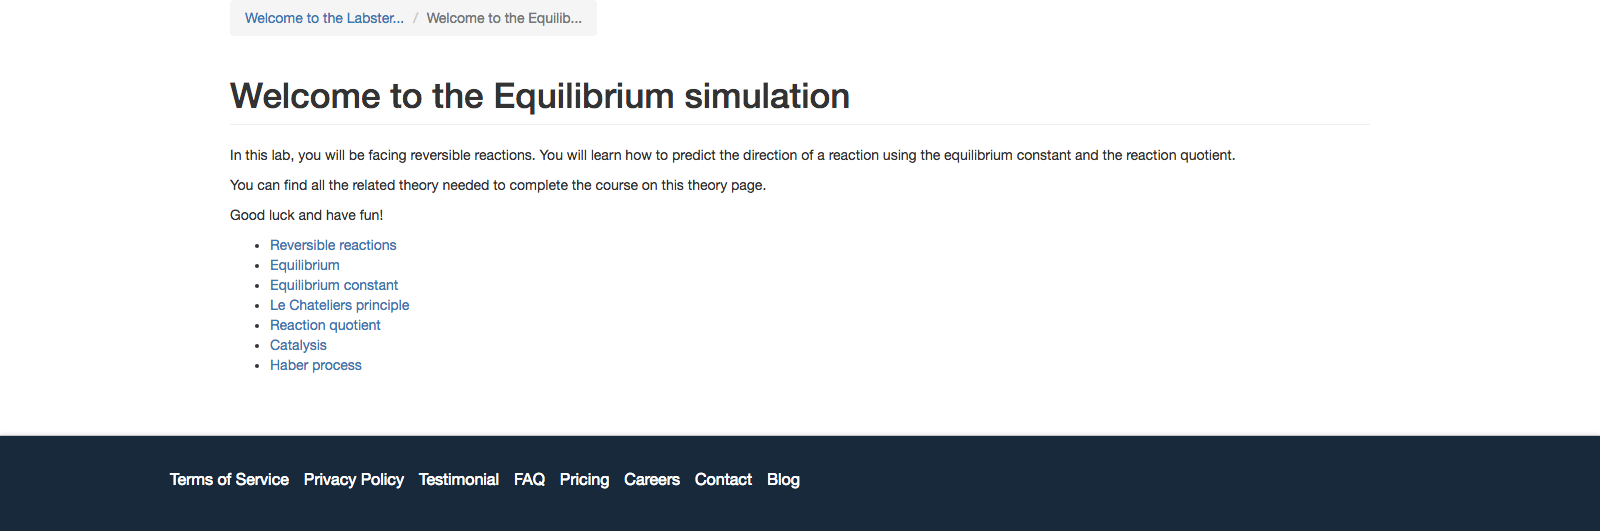 Welcome to the Labster... / Welcome to the Equilib...
Welcome to the Equilibrium simulation
In this lab, you will be facing reversible reactions. You will learn how to predict the direction of a reaction using the equilibrium constant and the reaction quotient.
You can find all the related theory needed to complete the course on this theory page.
Good luck and have fun!
• Reversible reactions
• Equilibrium
• Equilibrium constant
• Le Chateliers principle
• Reaction quotient
• Catalysis
• Haber process
Terms of Service Privacy Policy Testimonial FAQ Pricing Careers Contact Blog